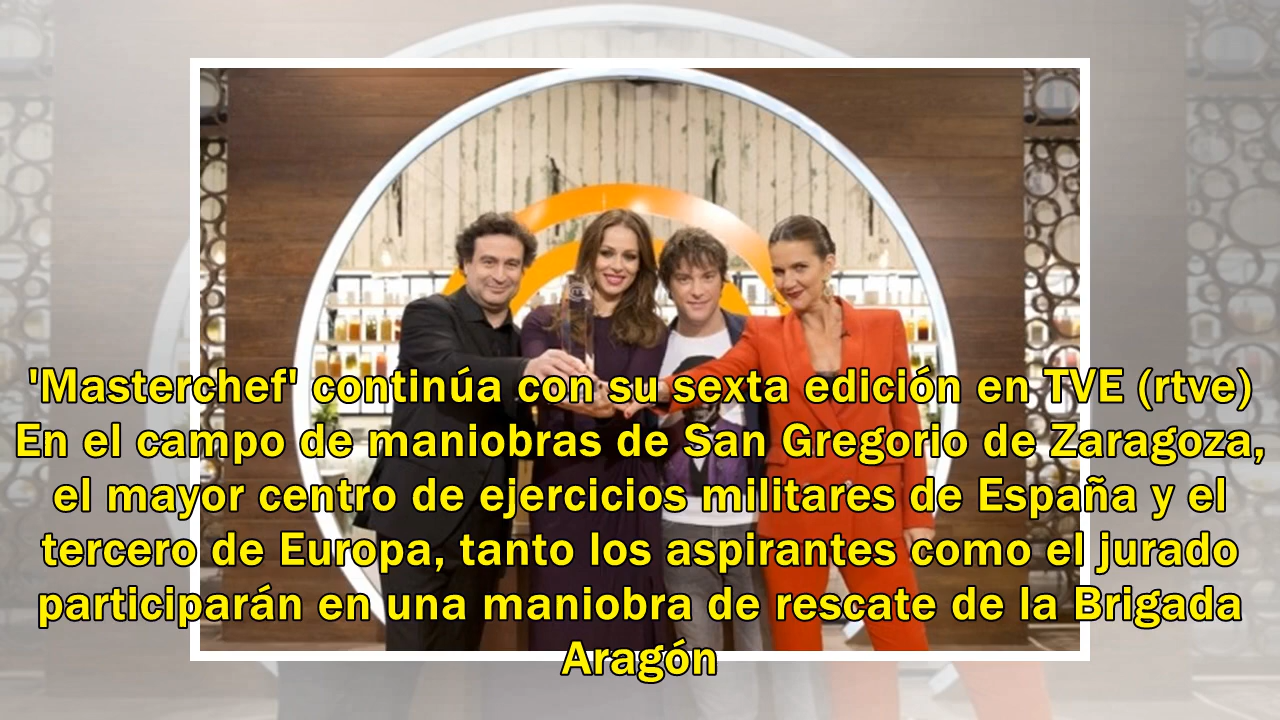 'Masterchef' continúa con su sexta edición en TVE (rtve)
En el campo de maniobras de San Gregorio de Zaragoza,
el mayor centro de ejercicios militares de España y el
tercero de Europa, tanto los aspirantes como el jurado
participarán en una maniobra de rescate de la Brigada
Aragón